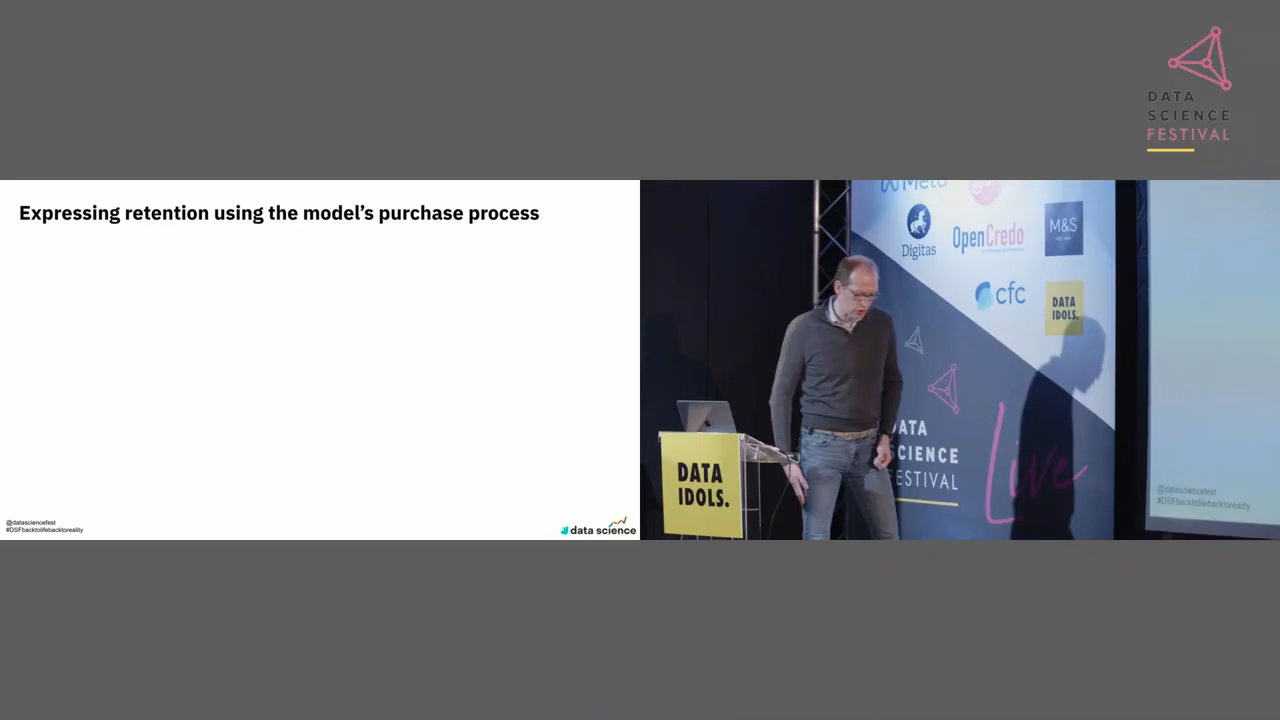 DATA
SCIENCE
FESTIVAL
Expressing retention using the model's purchase process
@datasciencefest
#DSFbacktolifebacktoreality
data science
Meta
Digitas
OpenCredo
M&S
cfc
DATA
IDOLS.
DATA
SCIENCE
FESTIVAL
Live
DATA
IDOLS.
@datasciencefest
#DSFbacktolifebacktoreality